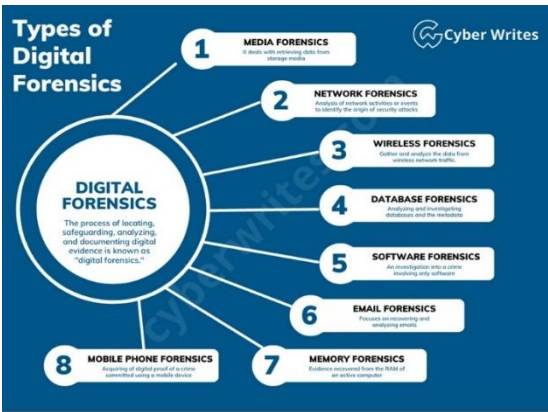 Types of
Digital
Forensics
Cyber Writes
1
MEDIA FORENSICS
It deals with retrieving data from
storage media
2
NETWORK FORENSICS
Analysis of network activities or events
to identify the origin of security attacks
3
WIRELESS FORENSICS
Gather and analyze the data from
wireless network traffic.
DIGITAL
FORENSICS
The process of locating,
safeguarding, analyzing,
and documenting digital
evidence is known as
"digital forensics."
4
DATABASE FORENSICS
Analyzing and investigating
databases and the metadata
5
SOFTWARE FORENSICS
An investigation into a crime
involving only software
6
EMAIL FORENSICS
Focuses on recovering and
analyzing emails
8
MOBILE PHONE FORENSICS
Acquiring of digital proof of a crime
committed using a mobile device
7
MEMORY FORENSICS
Evidence recovered from the RAM of
an active computer
cyberwrites.com